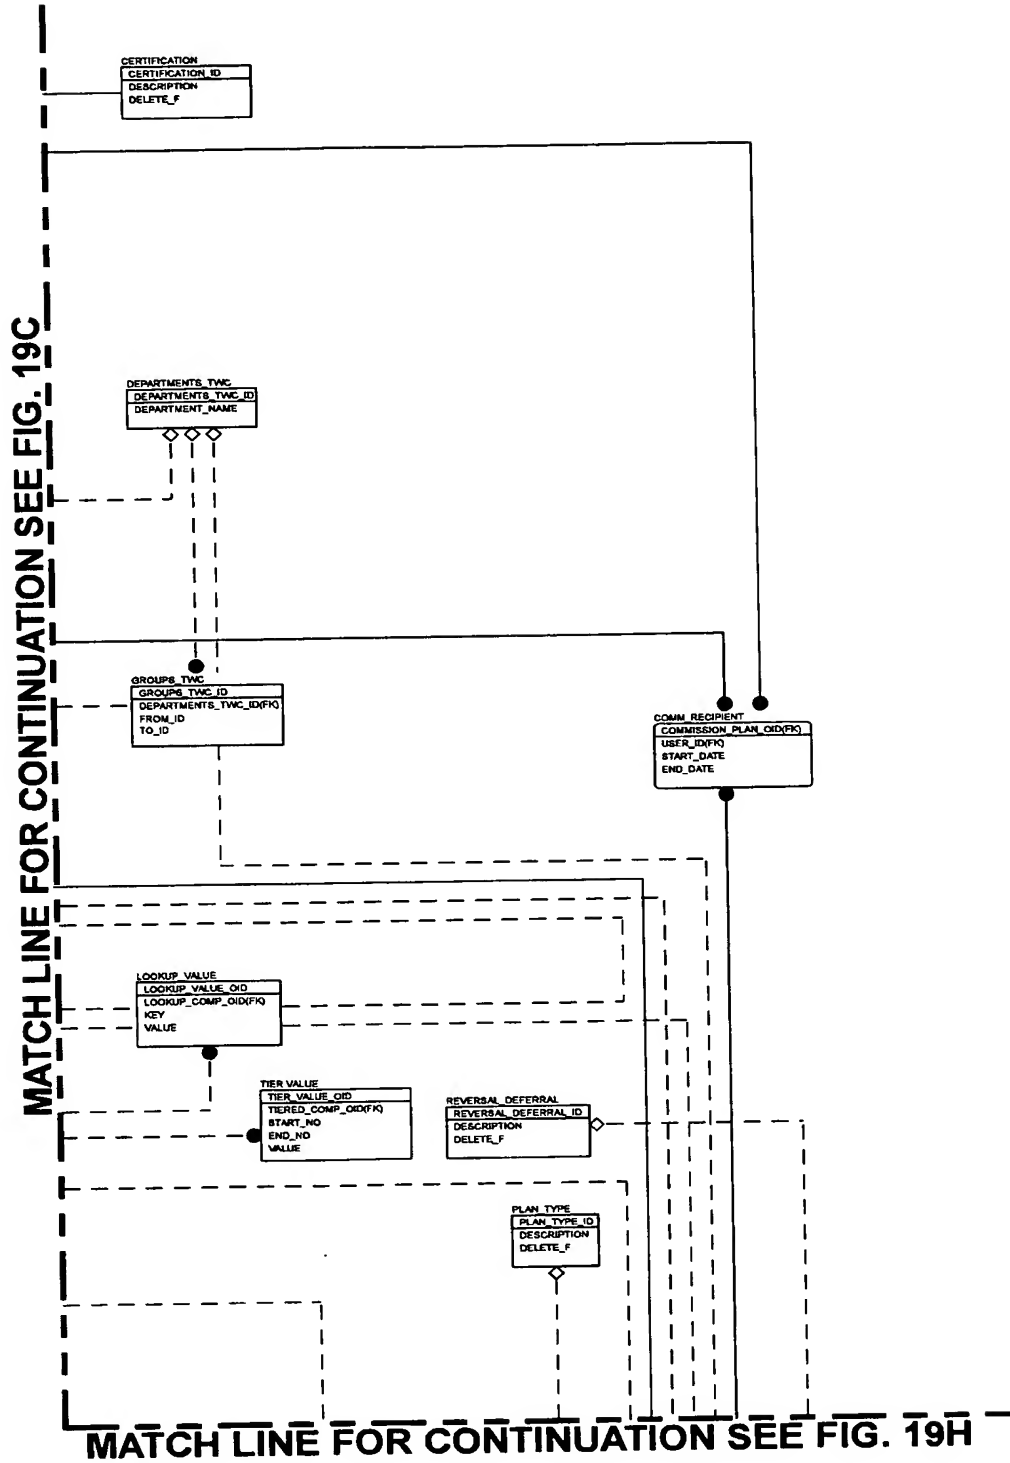 CERTIFICATION
CERTIFICATION_ID
DESCRIPTION
DELETE_F
MATCH LINE FOR CONTINUATION SEE FIG. 19C
DEPARTMENTS_TWC
DEPARTMENTS_TWC_ID
DEPARTMENT_NAME
GROUPS_TWC
GROUPS_TWC_ID
DEPARTMENTS_TWC_ID(FK)
FROM_ID
TO_ID
COMM_RECIPIENT
COMMISSION_PLAN_OID(FK)
USER_ID(FK)
START_DATE
END_DATE
LOOKUP_VALUE
LOOKUP_VALUE_OID
LOOKUP_COMP_OID(FK)
KEY
VALUE
TIER VALUE
TIER_VALUE_OID
TIERED_COMP_OID(FK)
START_NO
END_NO
VALUE
REVERSAL_DEFERRAL
REVERSAL_DEFERRAL_ID
DESCRIPTION
DELETE_F
PLAN_TYPE
PLAN_TYPE_ID
DESCRIPTION
DELETE_F
MATCH LINE FOR CONTINUATION SEE FIG. 19H